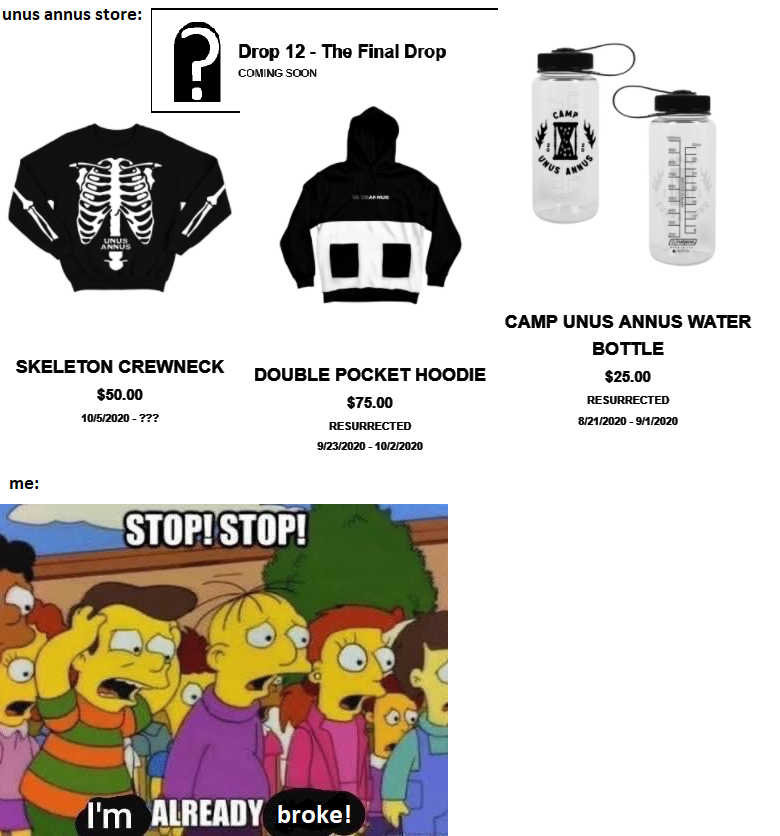 unus annus store:
?
Drop 12 - The Final Drop
COMING SOON
CAMP
20 20
UNUS ANNUS
UNUS
ANNUS
SKELETON CREWNECK
$50.00
10/5/2020 - ???
DOUBLE POCKET HOODIE
$75.00
RESURRECTED
9/23/2020 - 10/2/2020
CAMP UNUS ANNUS WATER
BOTTLE
$25.00
RESURRECTED
8/21/2020 - 9/1/2020
me:
STOP! STOP!
I'm ALREADY broke!